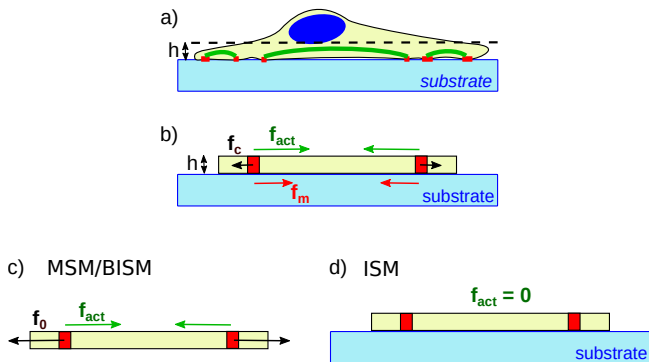 a)
h
substrate
b)
f_c f_act
h
f_m substrate
c) MSM/BISM
f_0 f_act
d) ISM
f_act = 0
substrate